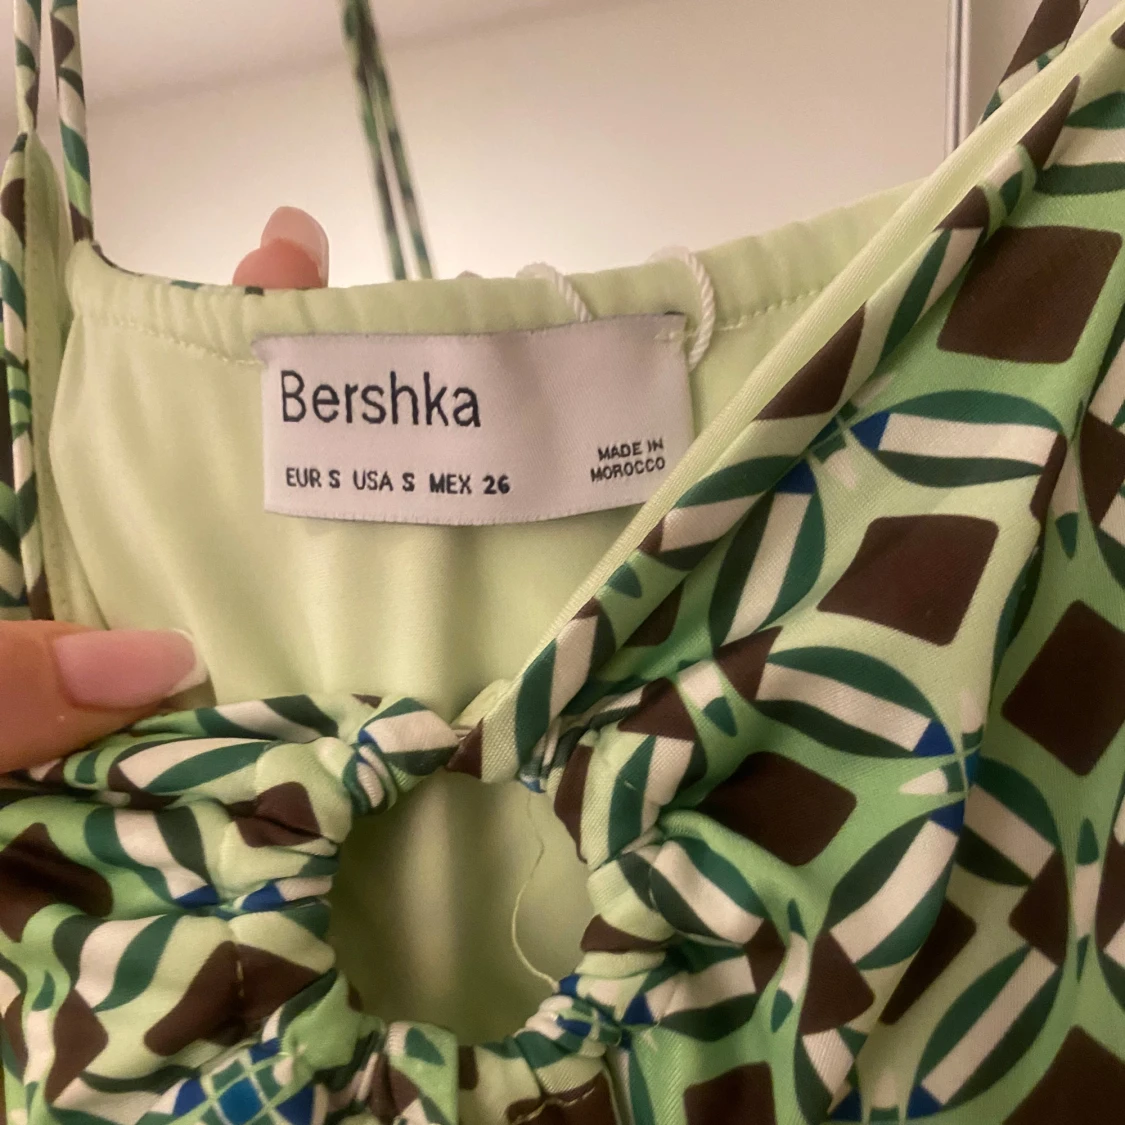 Bershka
EUR S USA S MEX 26
MADE IN
MOROCCO